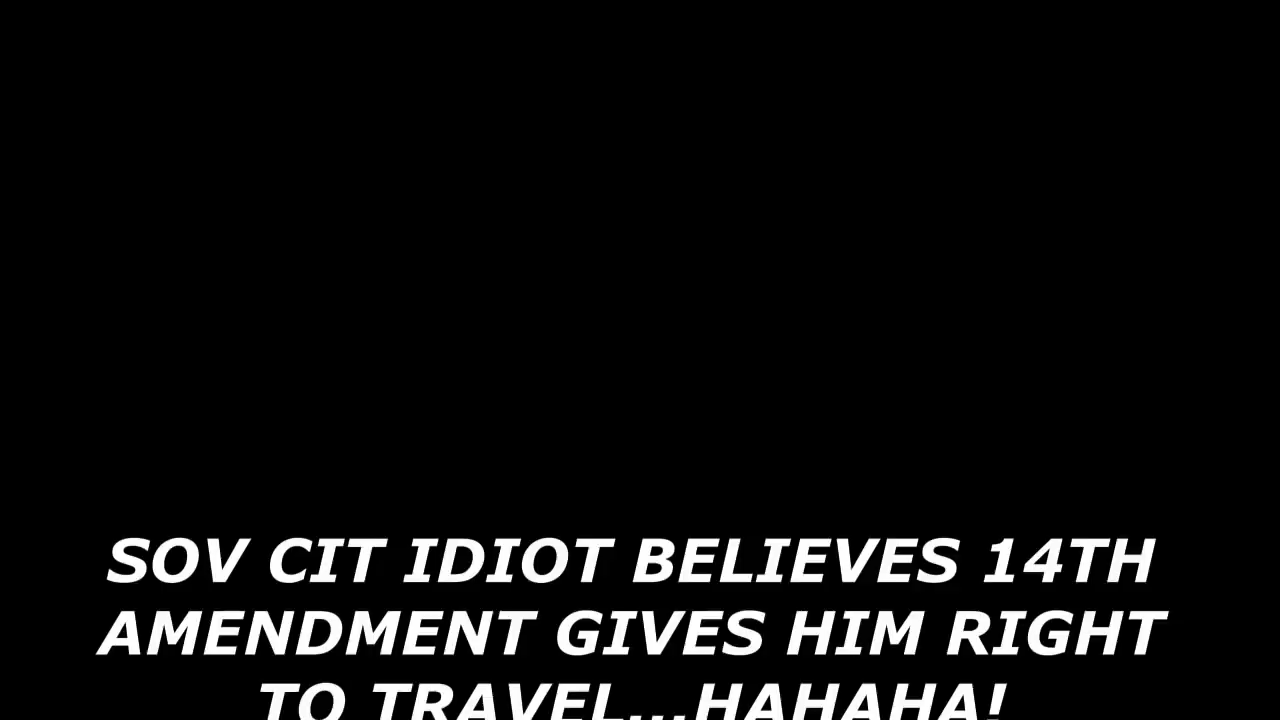 SOV CIT IDIOT BELIEVES 14TH
AMENDMENT GIVES HIM RIGHT
TO TRAVEL...HAHAHA!